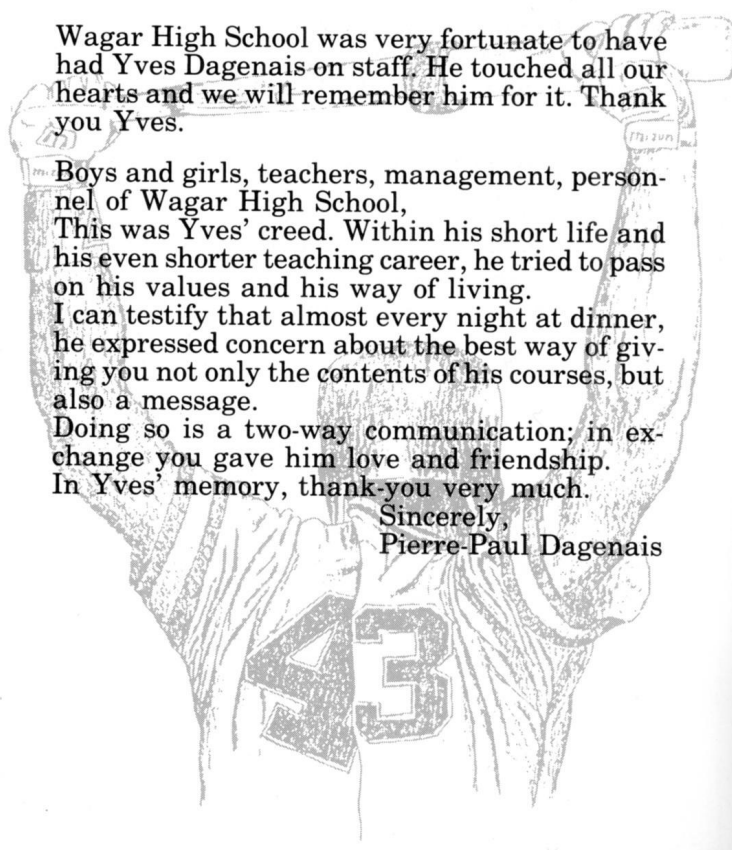 Wagar High School was very fortunate to have
had Yves Dagenais on staff. He touched all our
hearts and we will remember him for it. Thank
you Yves.
Boys and girls, teachers, management, person-
nel of Wagar High School,
This was Yves' creed. Within his short life and
his even shorter teaching career, he tried to pass
on his values and his way of living.
I can testify that almost every night at dinner,
he expressed concern about the best way of giv-
ing you not only the contents of his courses, but
also a message.
Doing so is a two-way communication; in ex-
change you gave him love and friendship.
In Yves' memory, thank-you very much.
Sincerely,
Pierre-Paul Dagenais
43